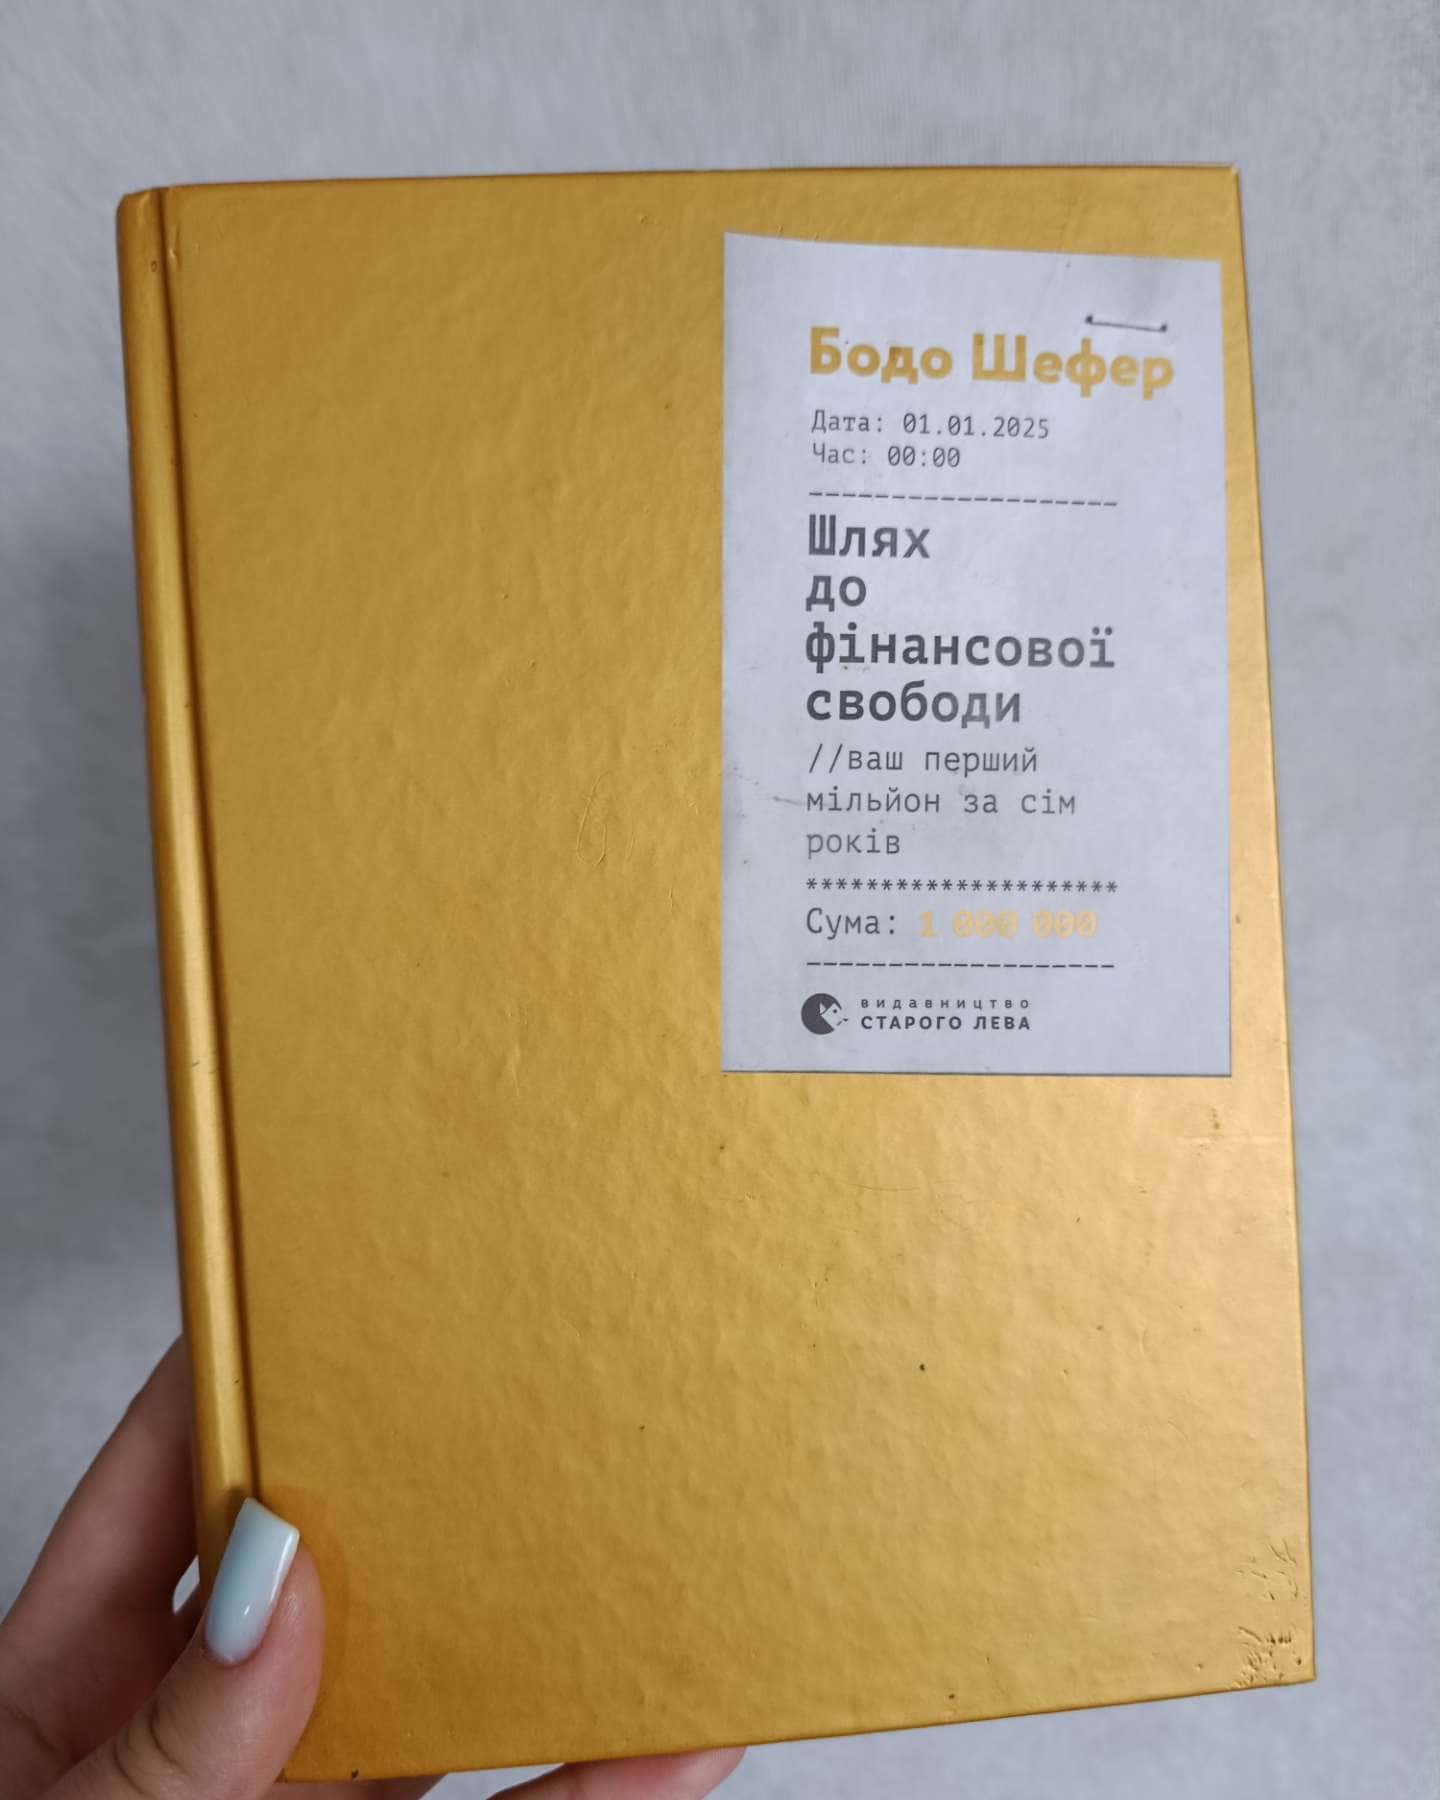 Бодо Шефер
Дата: 01.01.2025
Час: 00:00
-------------------
Шлях
до
фінансової
свободи
//ваш перший
мільйон за сім
років
*********************
Сума: 1 000 000
-------------------
видавництво
СТАРОГО ЛЕВА